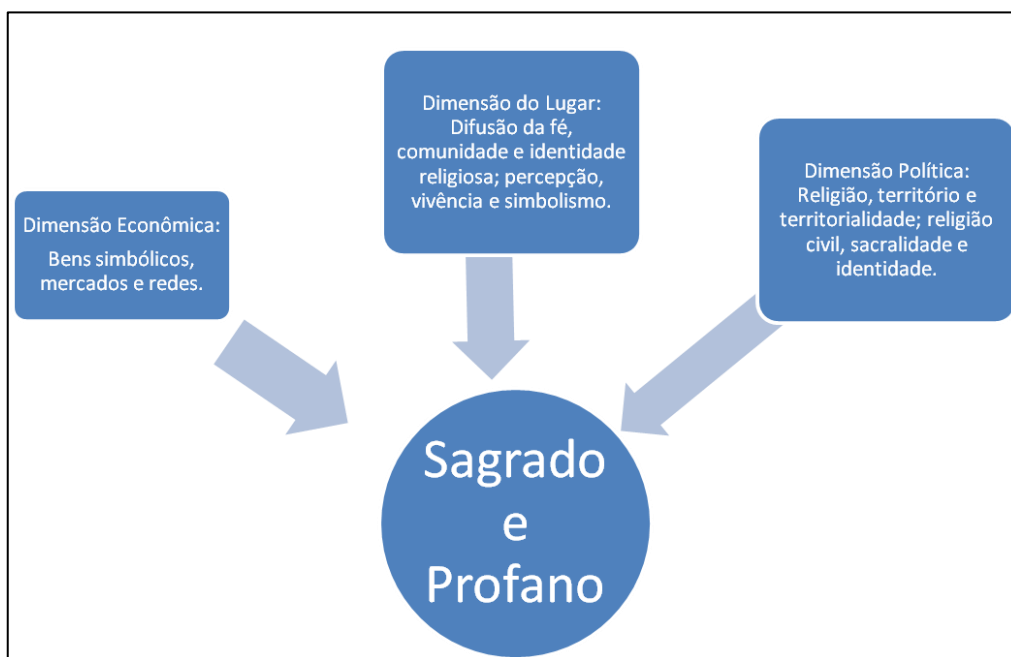 Dimensão Econômica:
Bens simbólicos,
mercados e redes.
Dimensão do Lugar:
Difusão da fé,
comunidade e identidade
religiosa; percepção,
vivência e simbolismo.
Dimensão Política:
Religião, território e
territorialidade; religião
civil, sacralidade e
identidade.
Sagrado
e
Profano